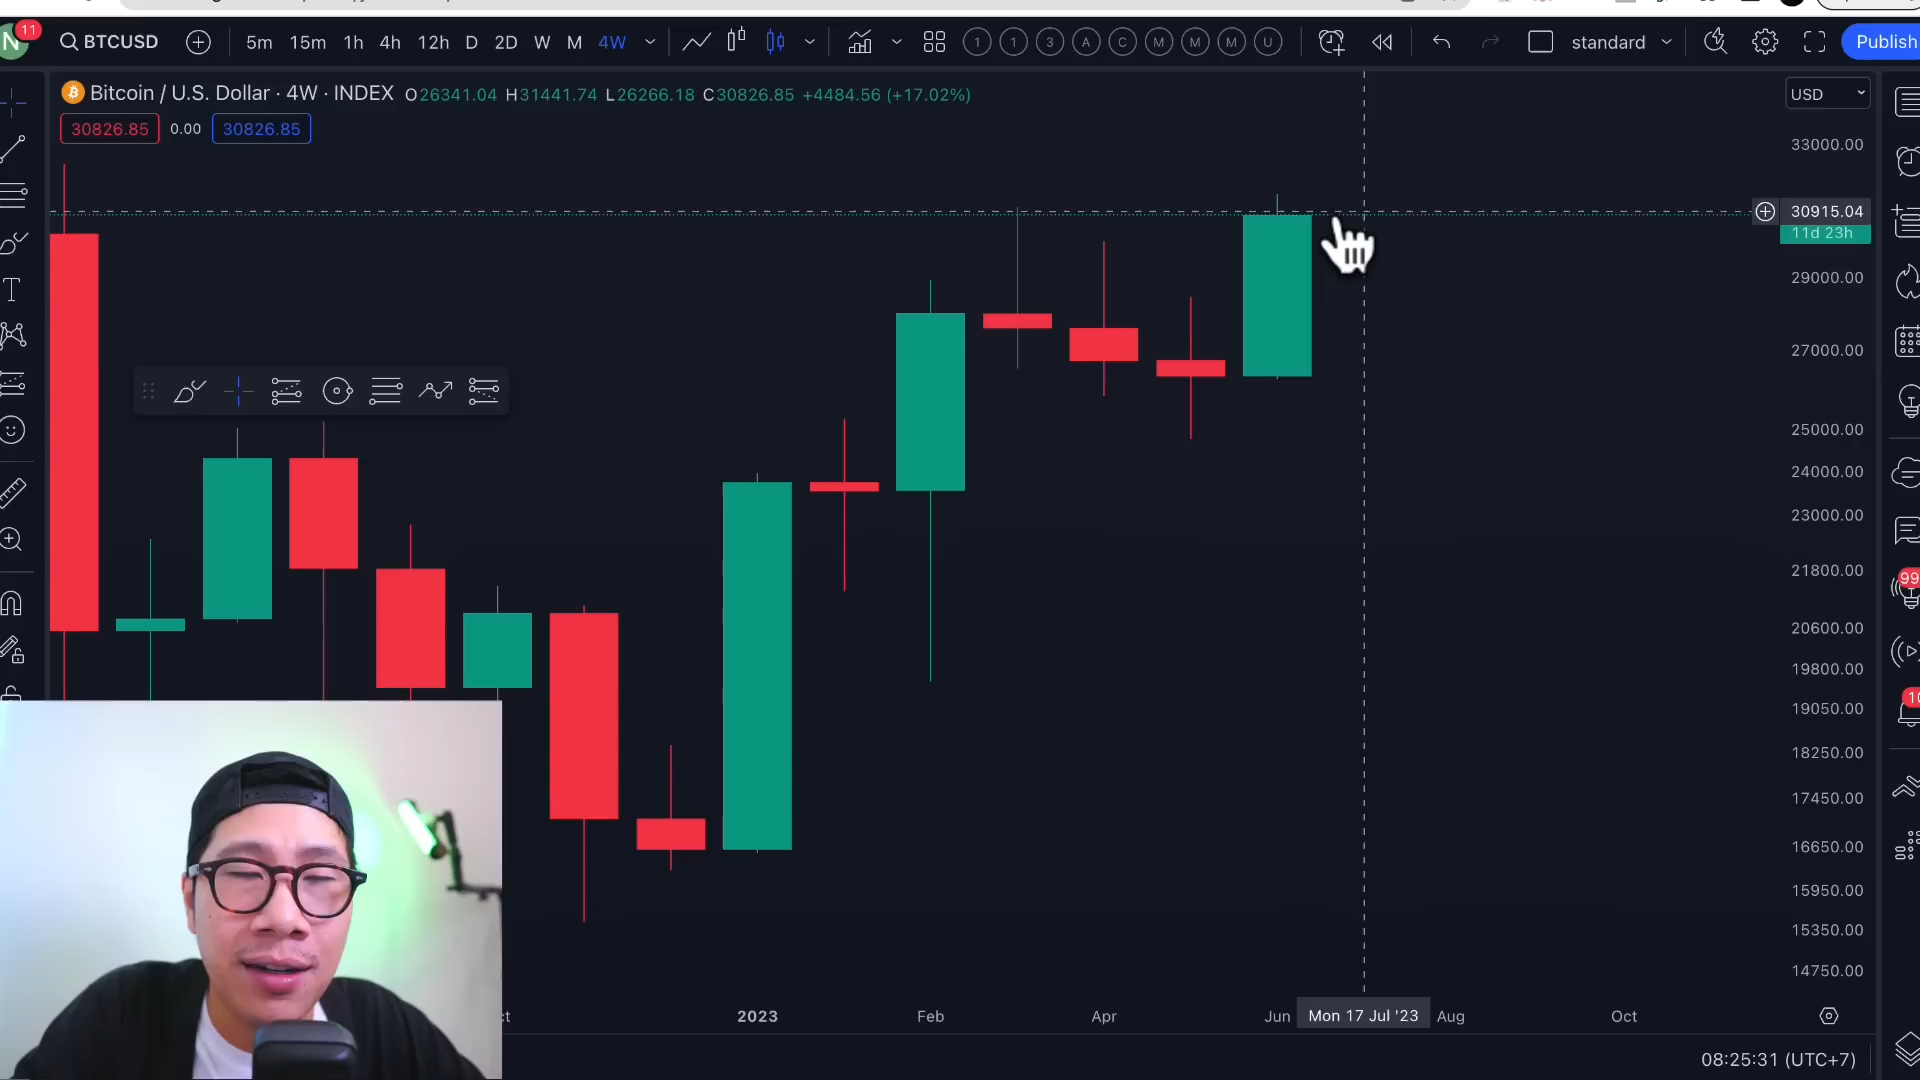 N 11 BTCUSD 5m 15m 1h 4h 12h D 2D W M 4W 1 1 3 A C M M M U standard Publish
Bitcoin / U.S. Dollar · 4W · INDEX O26341.04 H31441.74 L26266.18 C30826.85 +4484.56 (+17.02%)
USD
30826.85 0.00 30826.85
33000.00
30915.04
11d 23h
29000.00
27000.00
25000.00
24000.00
23000.00
21800.00
20600.00
19800.00
19050.00
18250.00
17450.00
16650.00
15950.00
15350.00
14750.00
99
10
T
2023 Feb Apr Jun Mon 17 Jul '23 Aug Oct
08:25:31 (UTC+7)